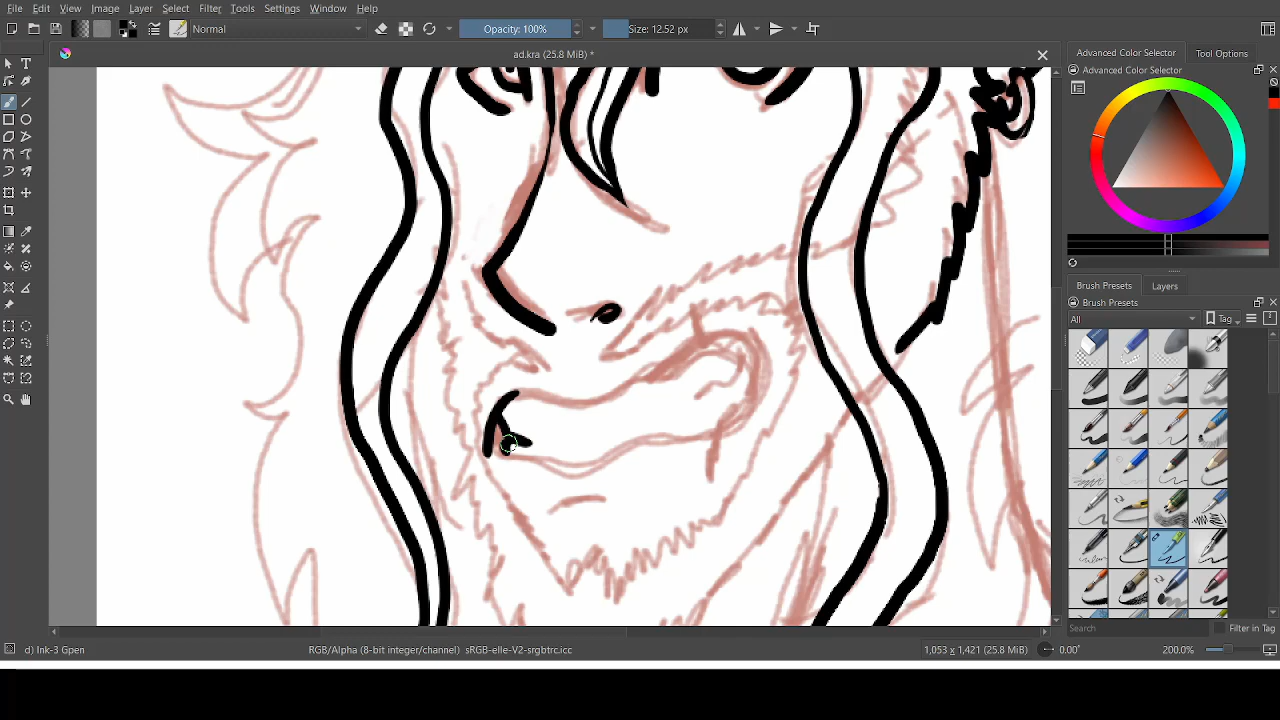 File Edit View Image Layer Select Filter Tools Settings Window Help
Normal Opacity: 100% Size: 12.52 px
ad.kra (25.8 MiB) *
Advanced Color Selector Tool Options
Advanced Color Selector
Brush Presets Layers
Brush Presets
All Tag
Search Filter in Tag
d) Ink-3 Gpen RGB/Alpha (8-bit integer/channel) sRGB-elle-V2-srgbtrc.icc 1,053 x 1,421 (25.8 MiB) 0.00° 200.0%